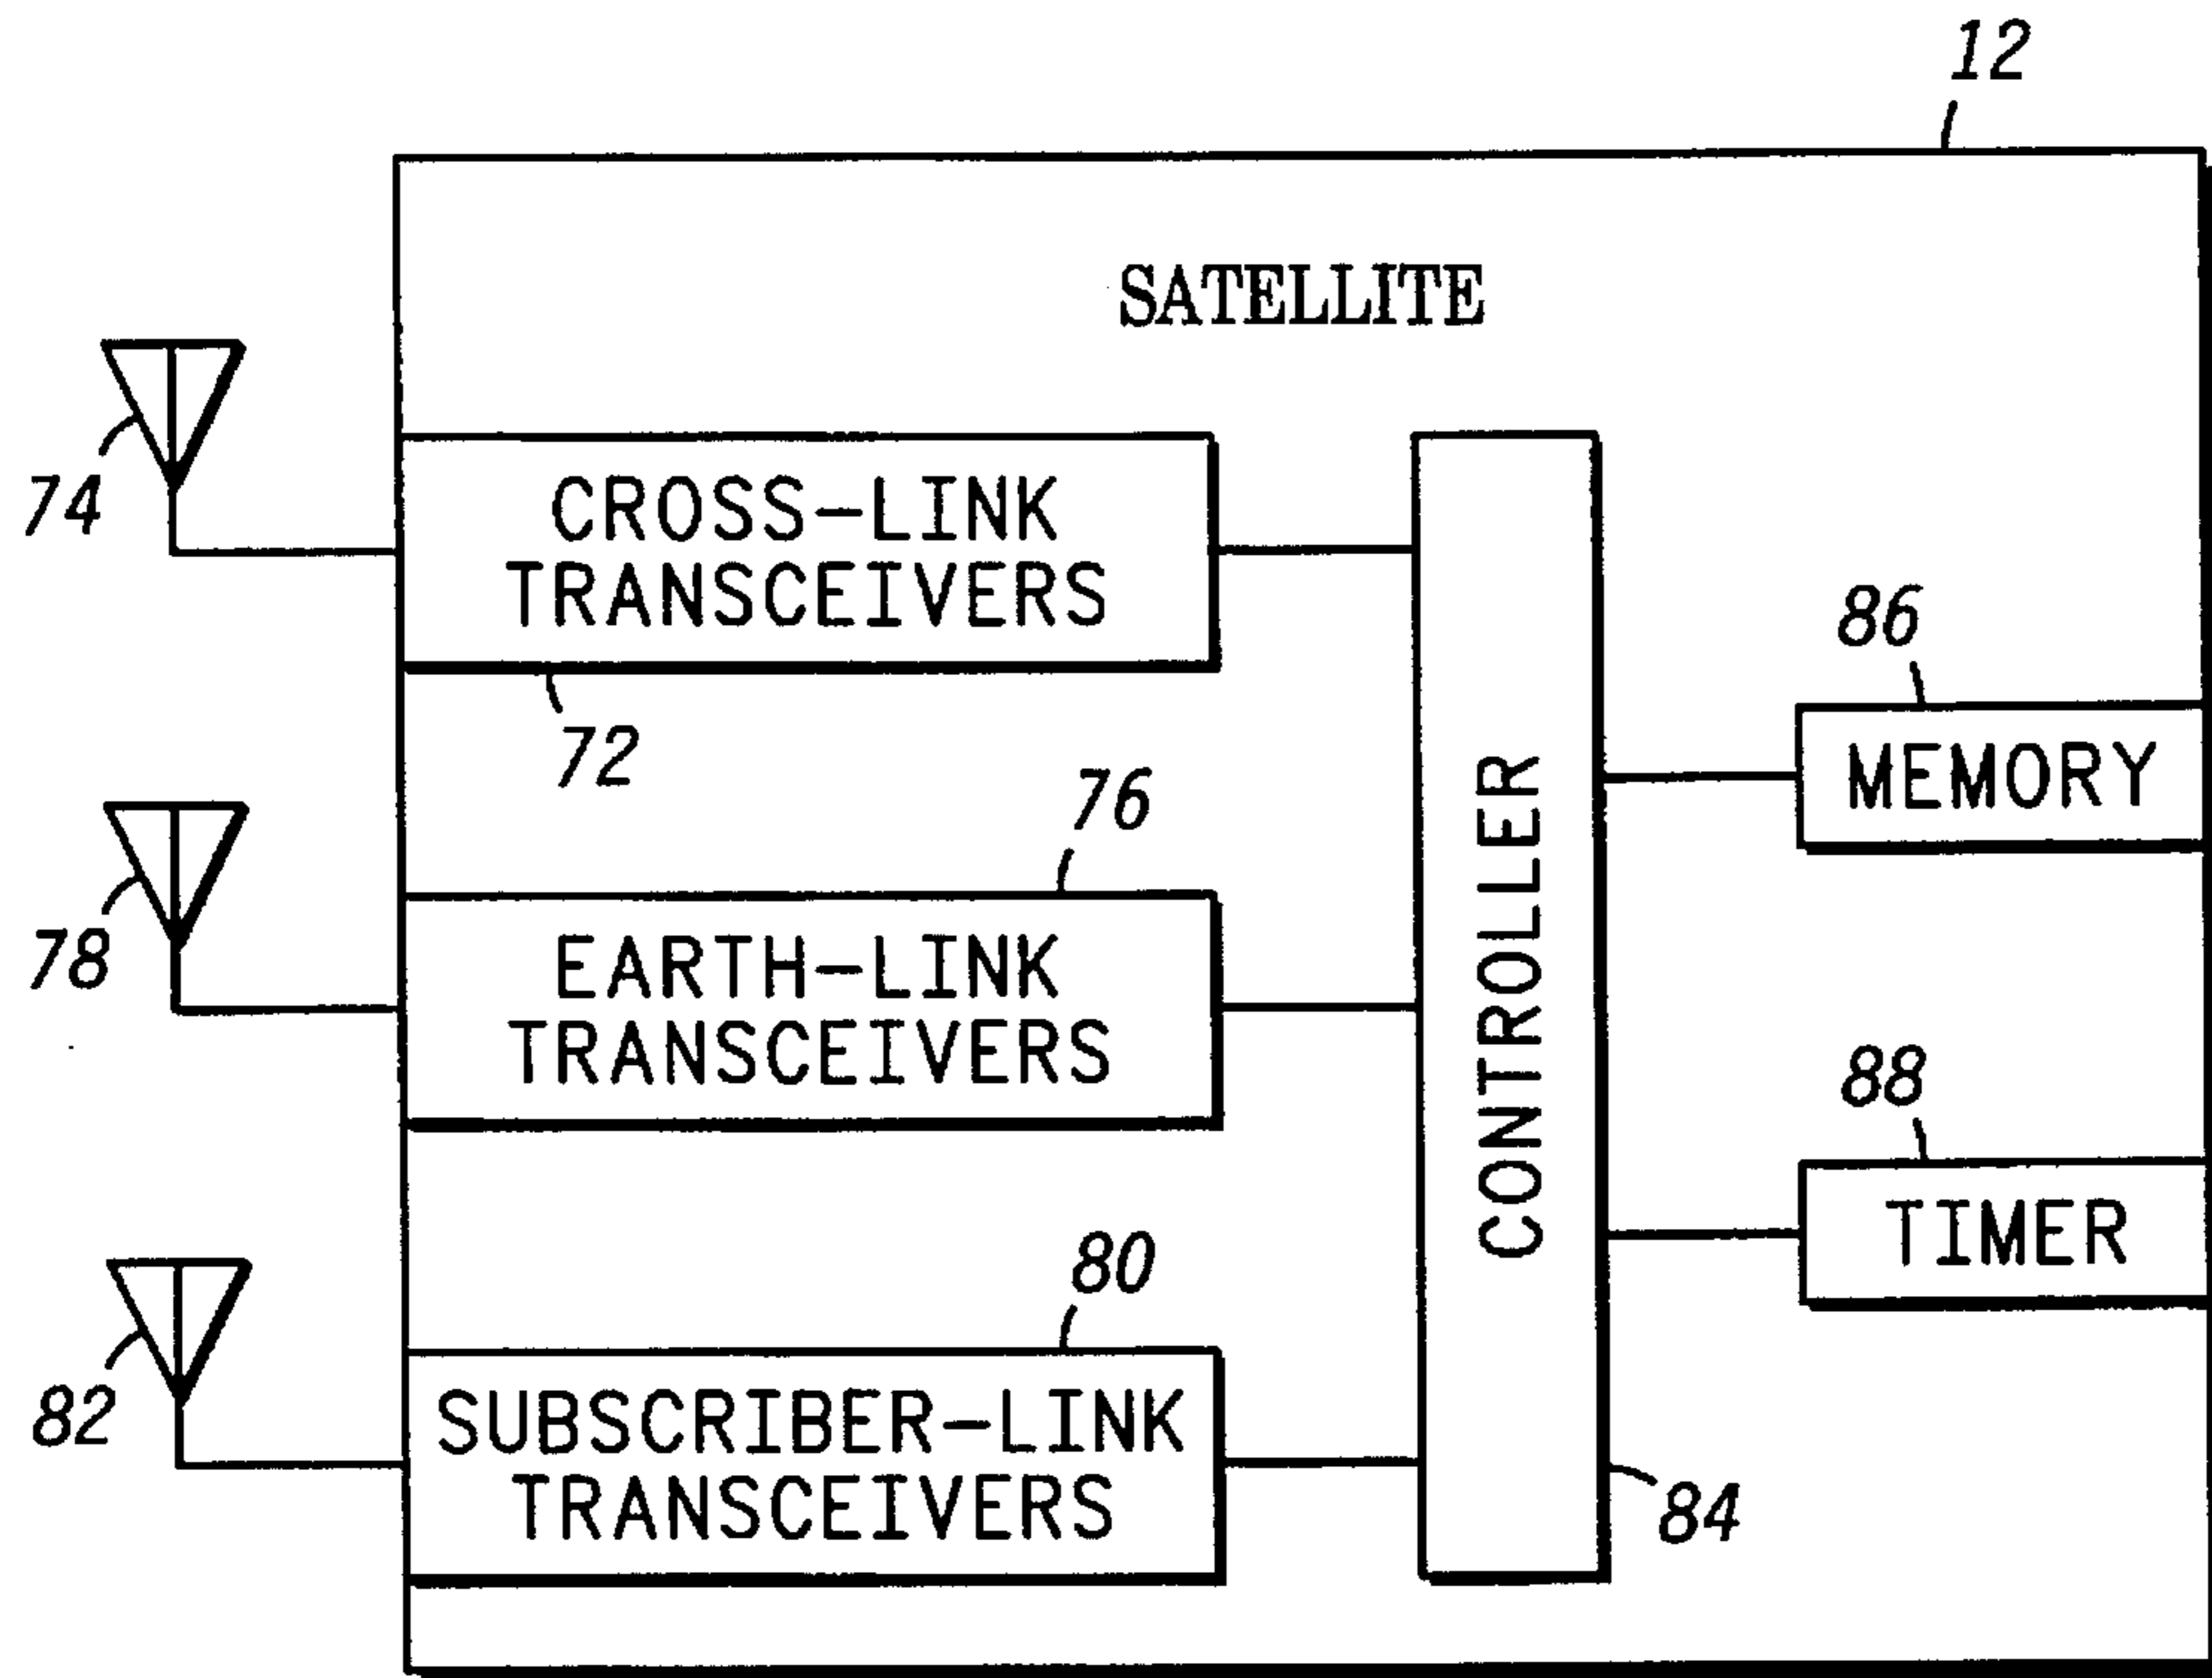 12
SATELLITE
74
CROSS-LINK
TRANSCEIVERS
72
86
MEMORY
76
78
EARTH-LINK
TRANSCEIVERS
CONTROLLER
88
TIMER
80
82
SUBSCRIBER-LINK
TRANSCEIVERS
84